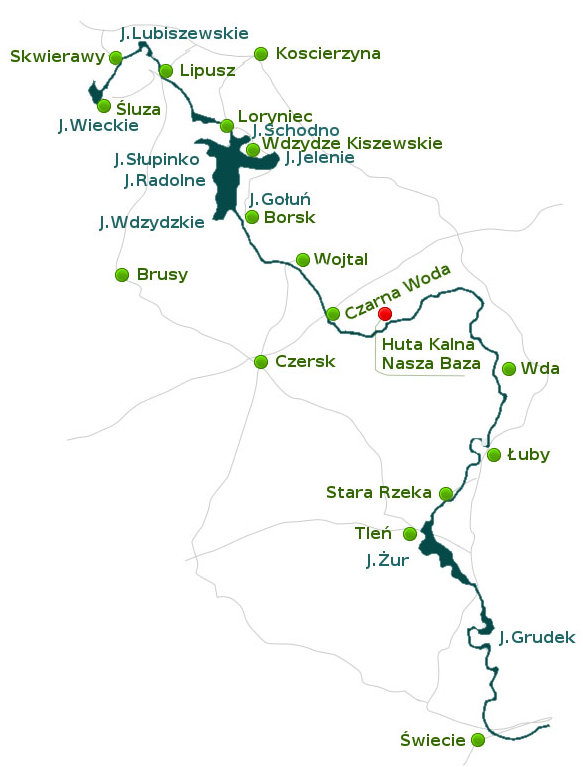 J.Lubiszewskie
Skwierawy
Koscierzyna
Lipusz
Śluza
J.Wieckie
Loryniec
J.Schodno
Wdzydze Kiszewskie
J.Słupinko
J.Jelenie
J.Radolne
J.Gołuń
Borsk
J.Wdzydzkie
Wojtal
Brusy
Czarna Woda
Huta Kalna
Nasza Baza
Czersk
Wda
Łuby
Stara Rzeka
Tleń
J.Żur
J.Grudek
Świecie